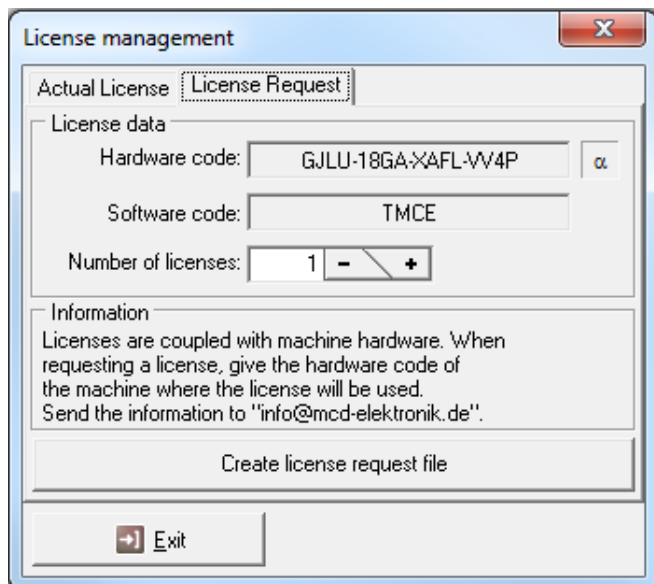 License management
Actual License
License Request
License data
Hardware code: GJLU-18GA-XAFL-VV4P α
Software code: TMCE
Number of licenses: 1 - +
Information
Licenses are coupled with machine hardware. When
requesting a license, give the hardware code of
the machine where the license will be used.
Send the information to "info@mcd-elektronik.de".
Create license request file
Exit